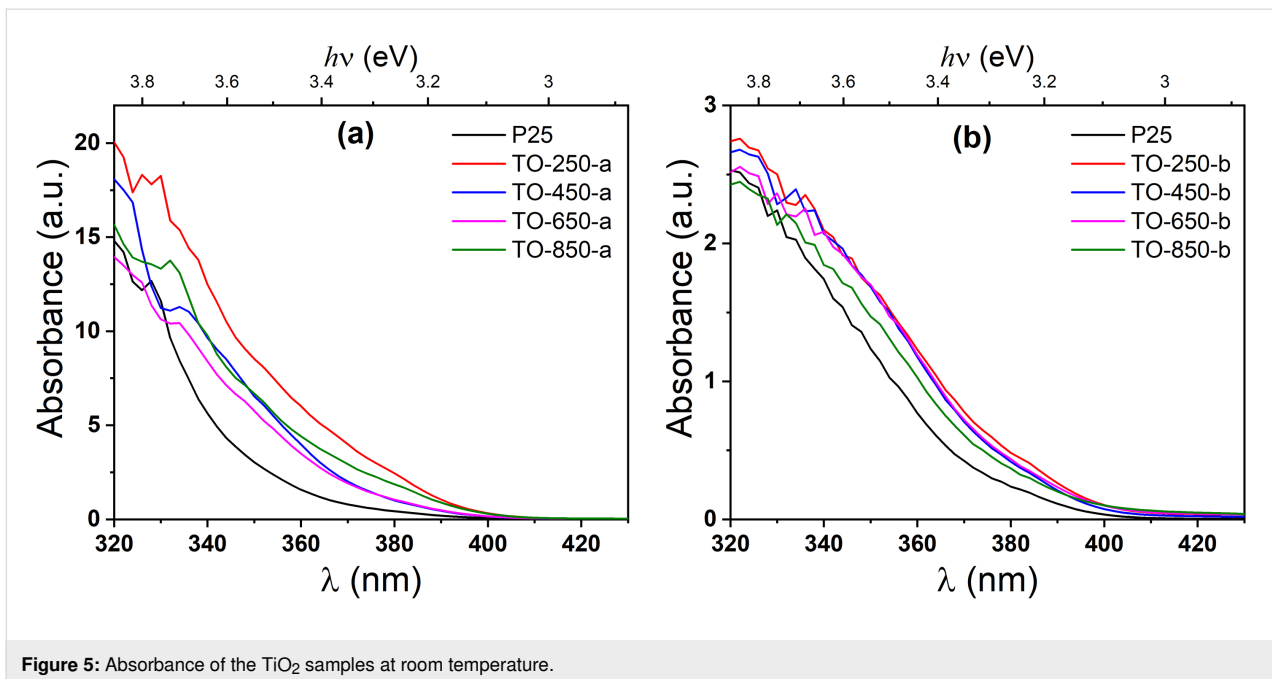 hν (eV)
3.8 3.6 3.4 3.2 3
(a)
P25
TO-250-a
TO-450-a
TO-650-a
TO-850-a
20
15
10
5
0
Absorbance (a.u.)
320 340 360 380 400 420
λ (nm)
hν (eV)
3.8 3.6 3.4 3.2 3
(b)
P25
TO-250-b
TO-450-b
TO-650-b
TO-850-b
3
2
1
0
Absorbance (a.u.)
320 340 360 380 400 420
λ (nm)
Figure 5: Absorbance of the TiO₂ samples at room temperature.